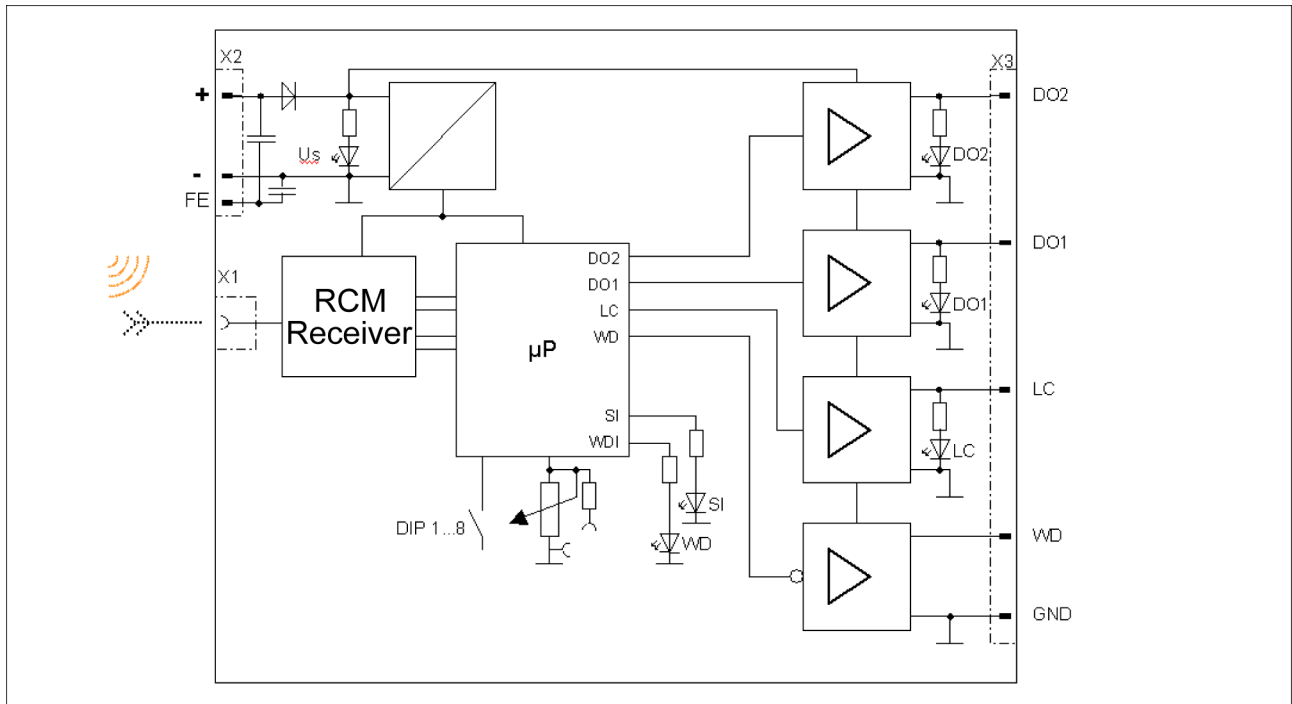 X2
X3
+
DO2
Us
DO2
-
FE
DO1
X1
DO2
DO1
RCM
Receiver
DO1
LC
WD
µP
LC
SI
WDI
LC
SI
DIP 1...8
WD
WD
GND